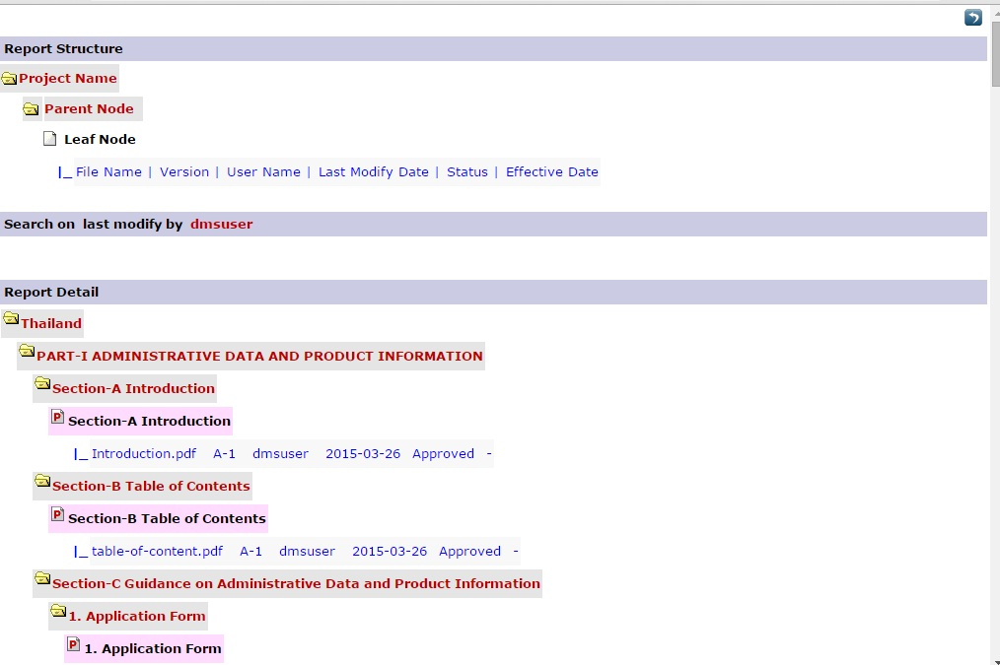 Report Structure
Project Name
Parent Node
Leaf Node
|_ File Name | Version | User Name | Last Modify Date | Status | Effective Date
Search on last modify by dmsuser
Report Detail
Thailand
PART-I ADMINISTRATIVE DATA AND PRODUCT INFORMATION
Section-A Introduction
P Section-A Introduction
|_ Introduction.pdf A-1 dmsuser 2015-03-26 Approved -
Section-B Table of Contents
P Section-B Table of Contents
|_ table-of-content.pdf A-1 dmsuser 2015-03-26 Approved -
Section-C Guidance on Administrative Data and Product Information
1. Application Form
P 1. Application Form